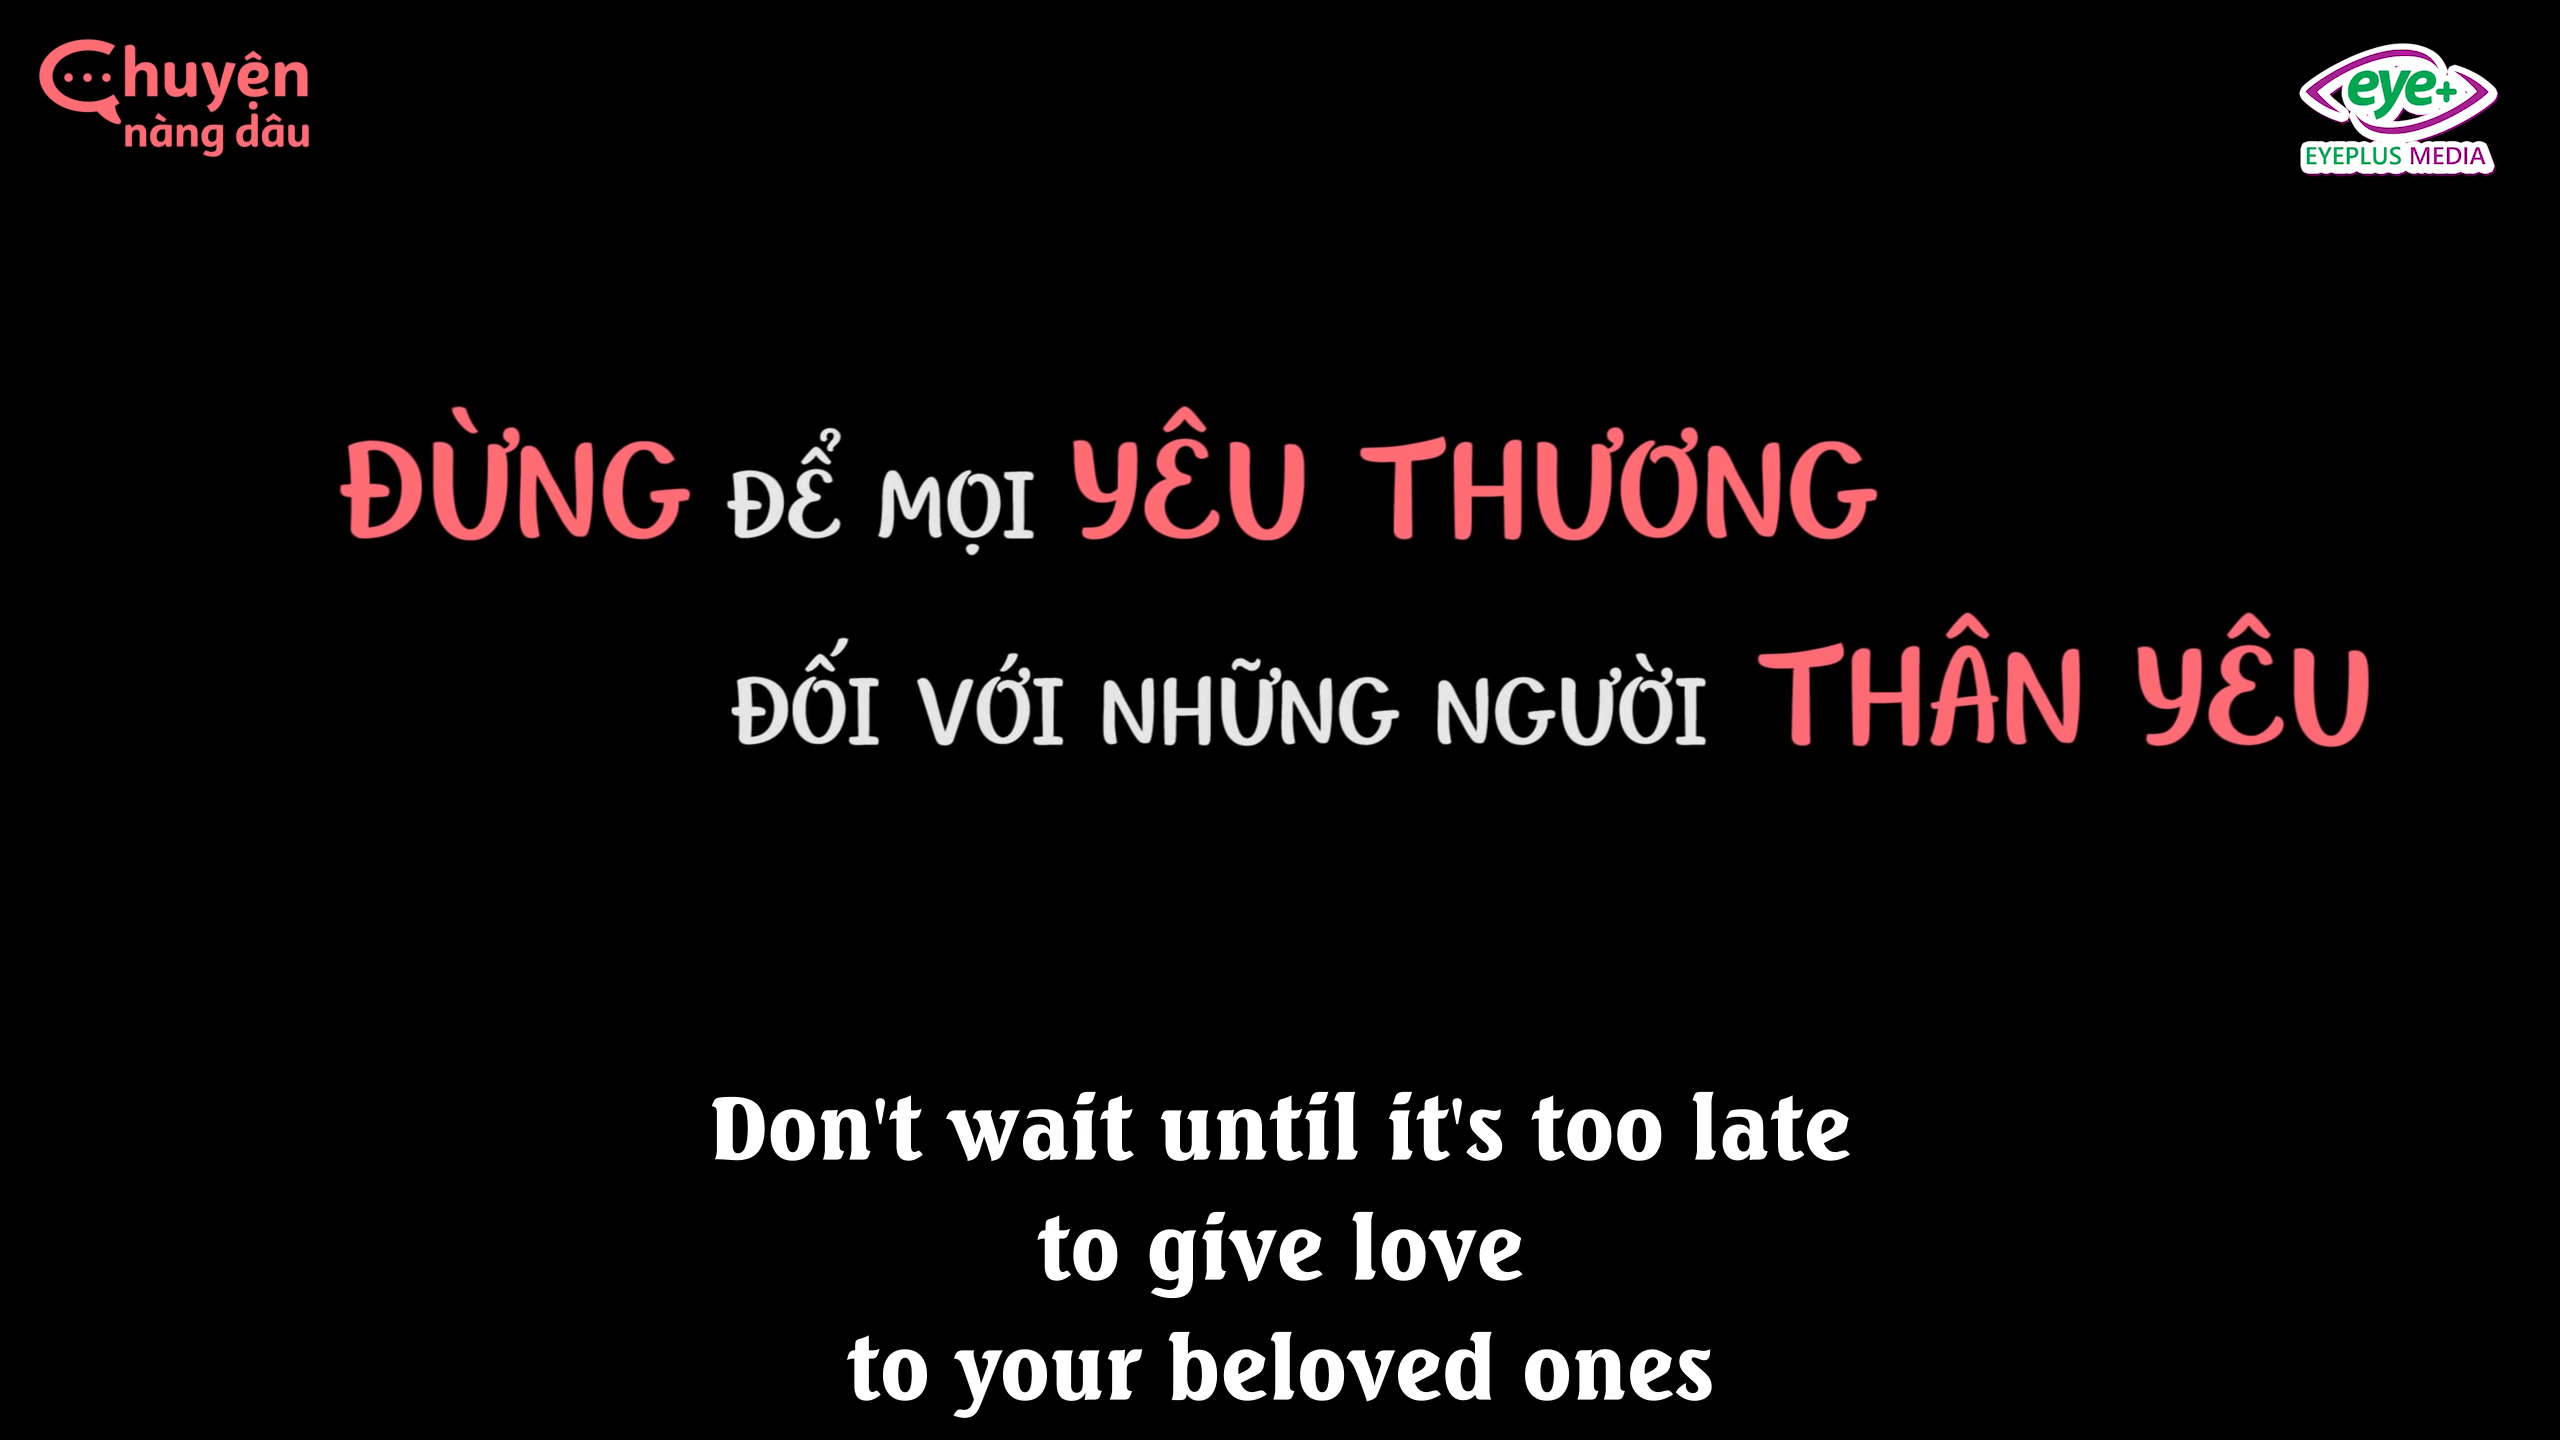 Chuyện
nàng dâu
eye+
EYEPLUS MEDIA
ĐỪNG ĐỂ MỌI YÊU THƯƠNG
ĐỐI VỚI NHỮNG NGƯỜI THÂN YÊU
Don't wait until it's too late
to give love
to your beloved ones